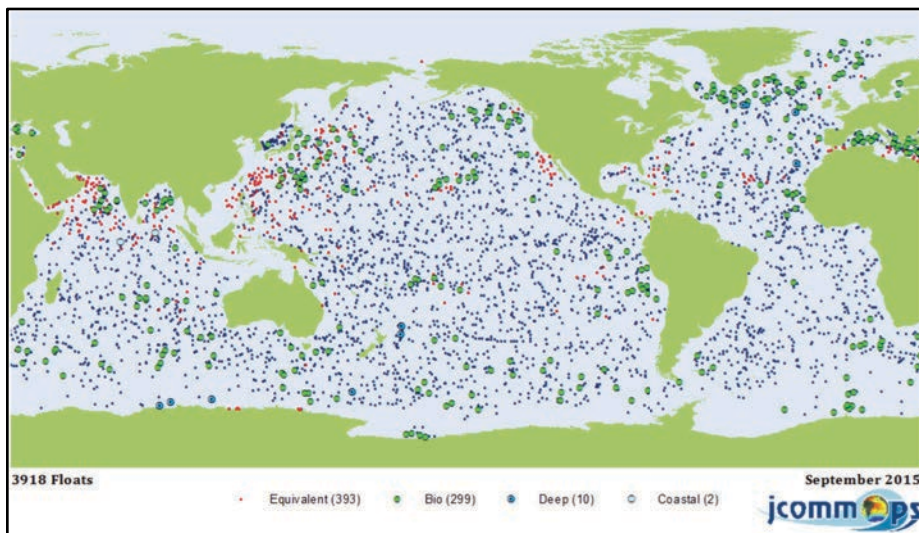 3918 Floats
September 2015
Equivalent (393)
Bio (299)
Deep (10)
Coastal (2)
jcommops